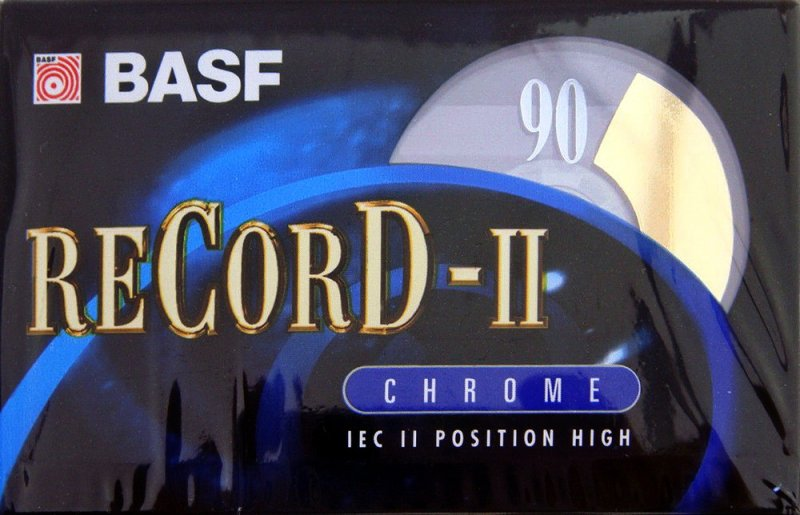 BASF
BASF
90
RECORD-II
CHROME
IEC II POSITION HIGH